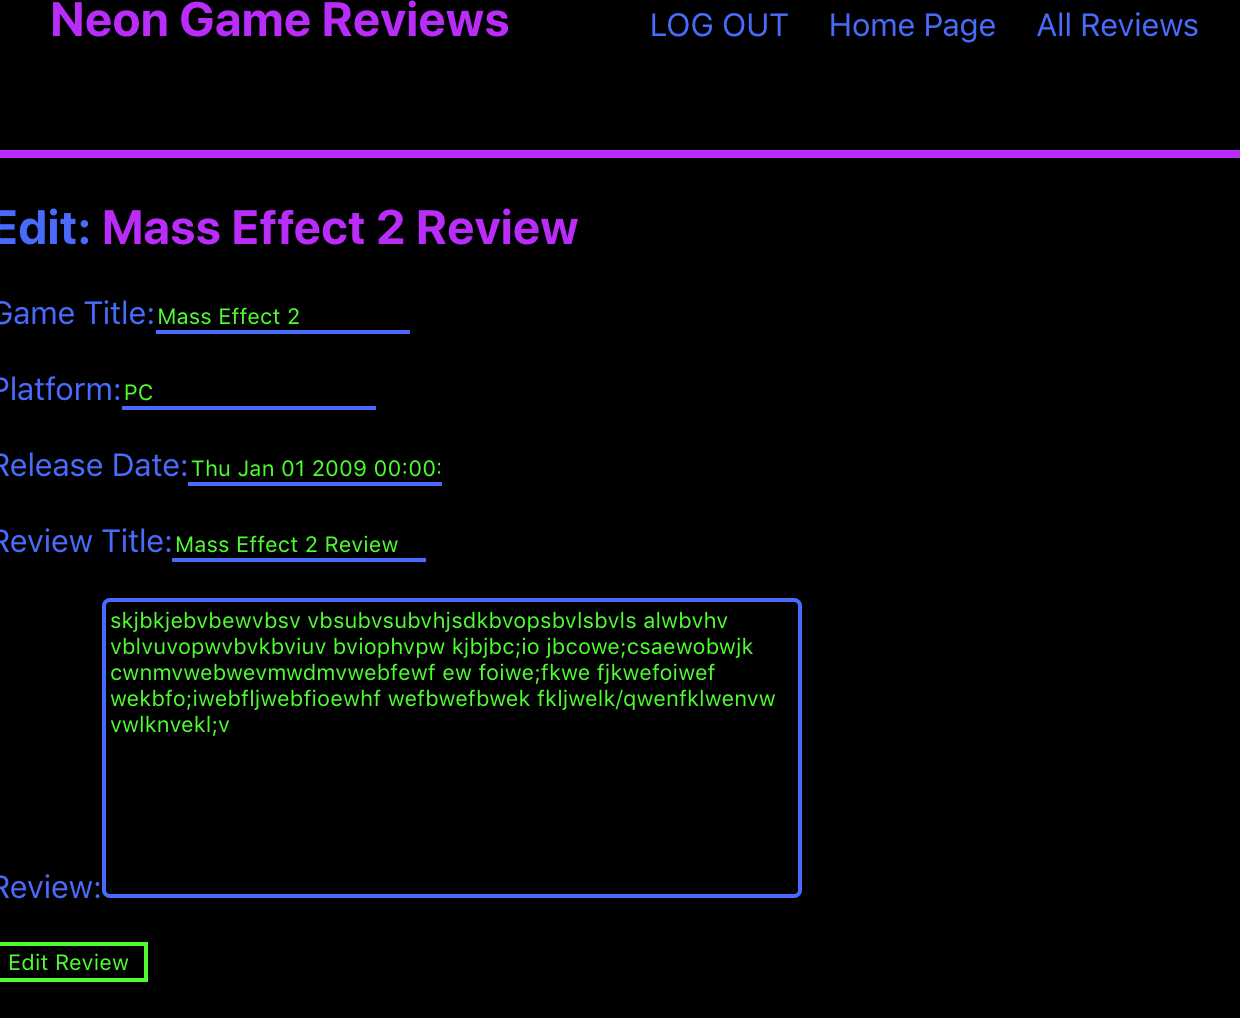 Neon Game Reviews
LOG OUT Home Page All Reviews
Edit: Mass Effect 2 Review
Game Title: Mass Effect 2
Platform: PC
Release Date: Thu Jan 01 2009 00:00:
Review Title: Mass Effect 2 Review
skjbkjebvbewvbsv vbsubvsubvhjsdkbvopsbvlsbvls alwbvhv
vblvuvopwvbvkbviuv bviophvpw kjbjbc;io jbcowe;csaewobwjk
cwnmvwebwevmwdmvwebfewf ew foiwe;fkwe fjkwefoiwef
wekbfo;iwebfljwebfioewhf wefbwefbwek fkljwelk/qwenfklwenvw
vwlknvekl;v
Review:
Edit Review